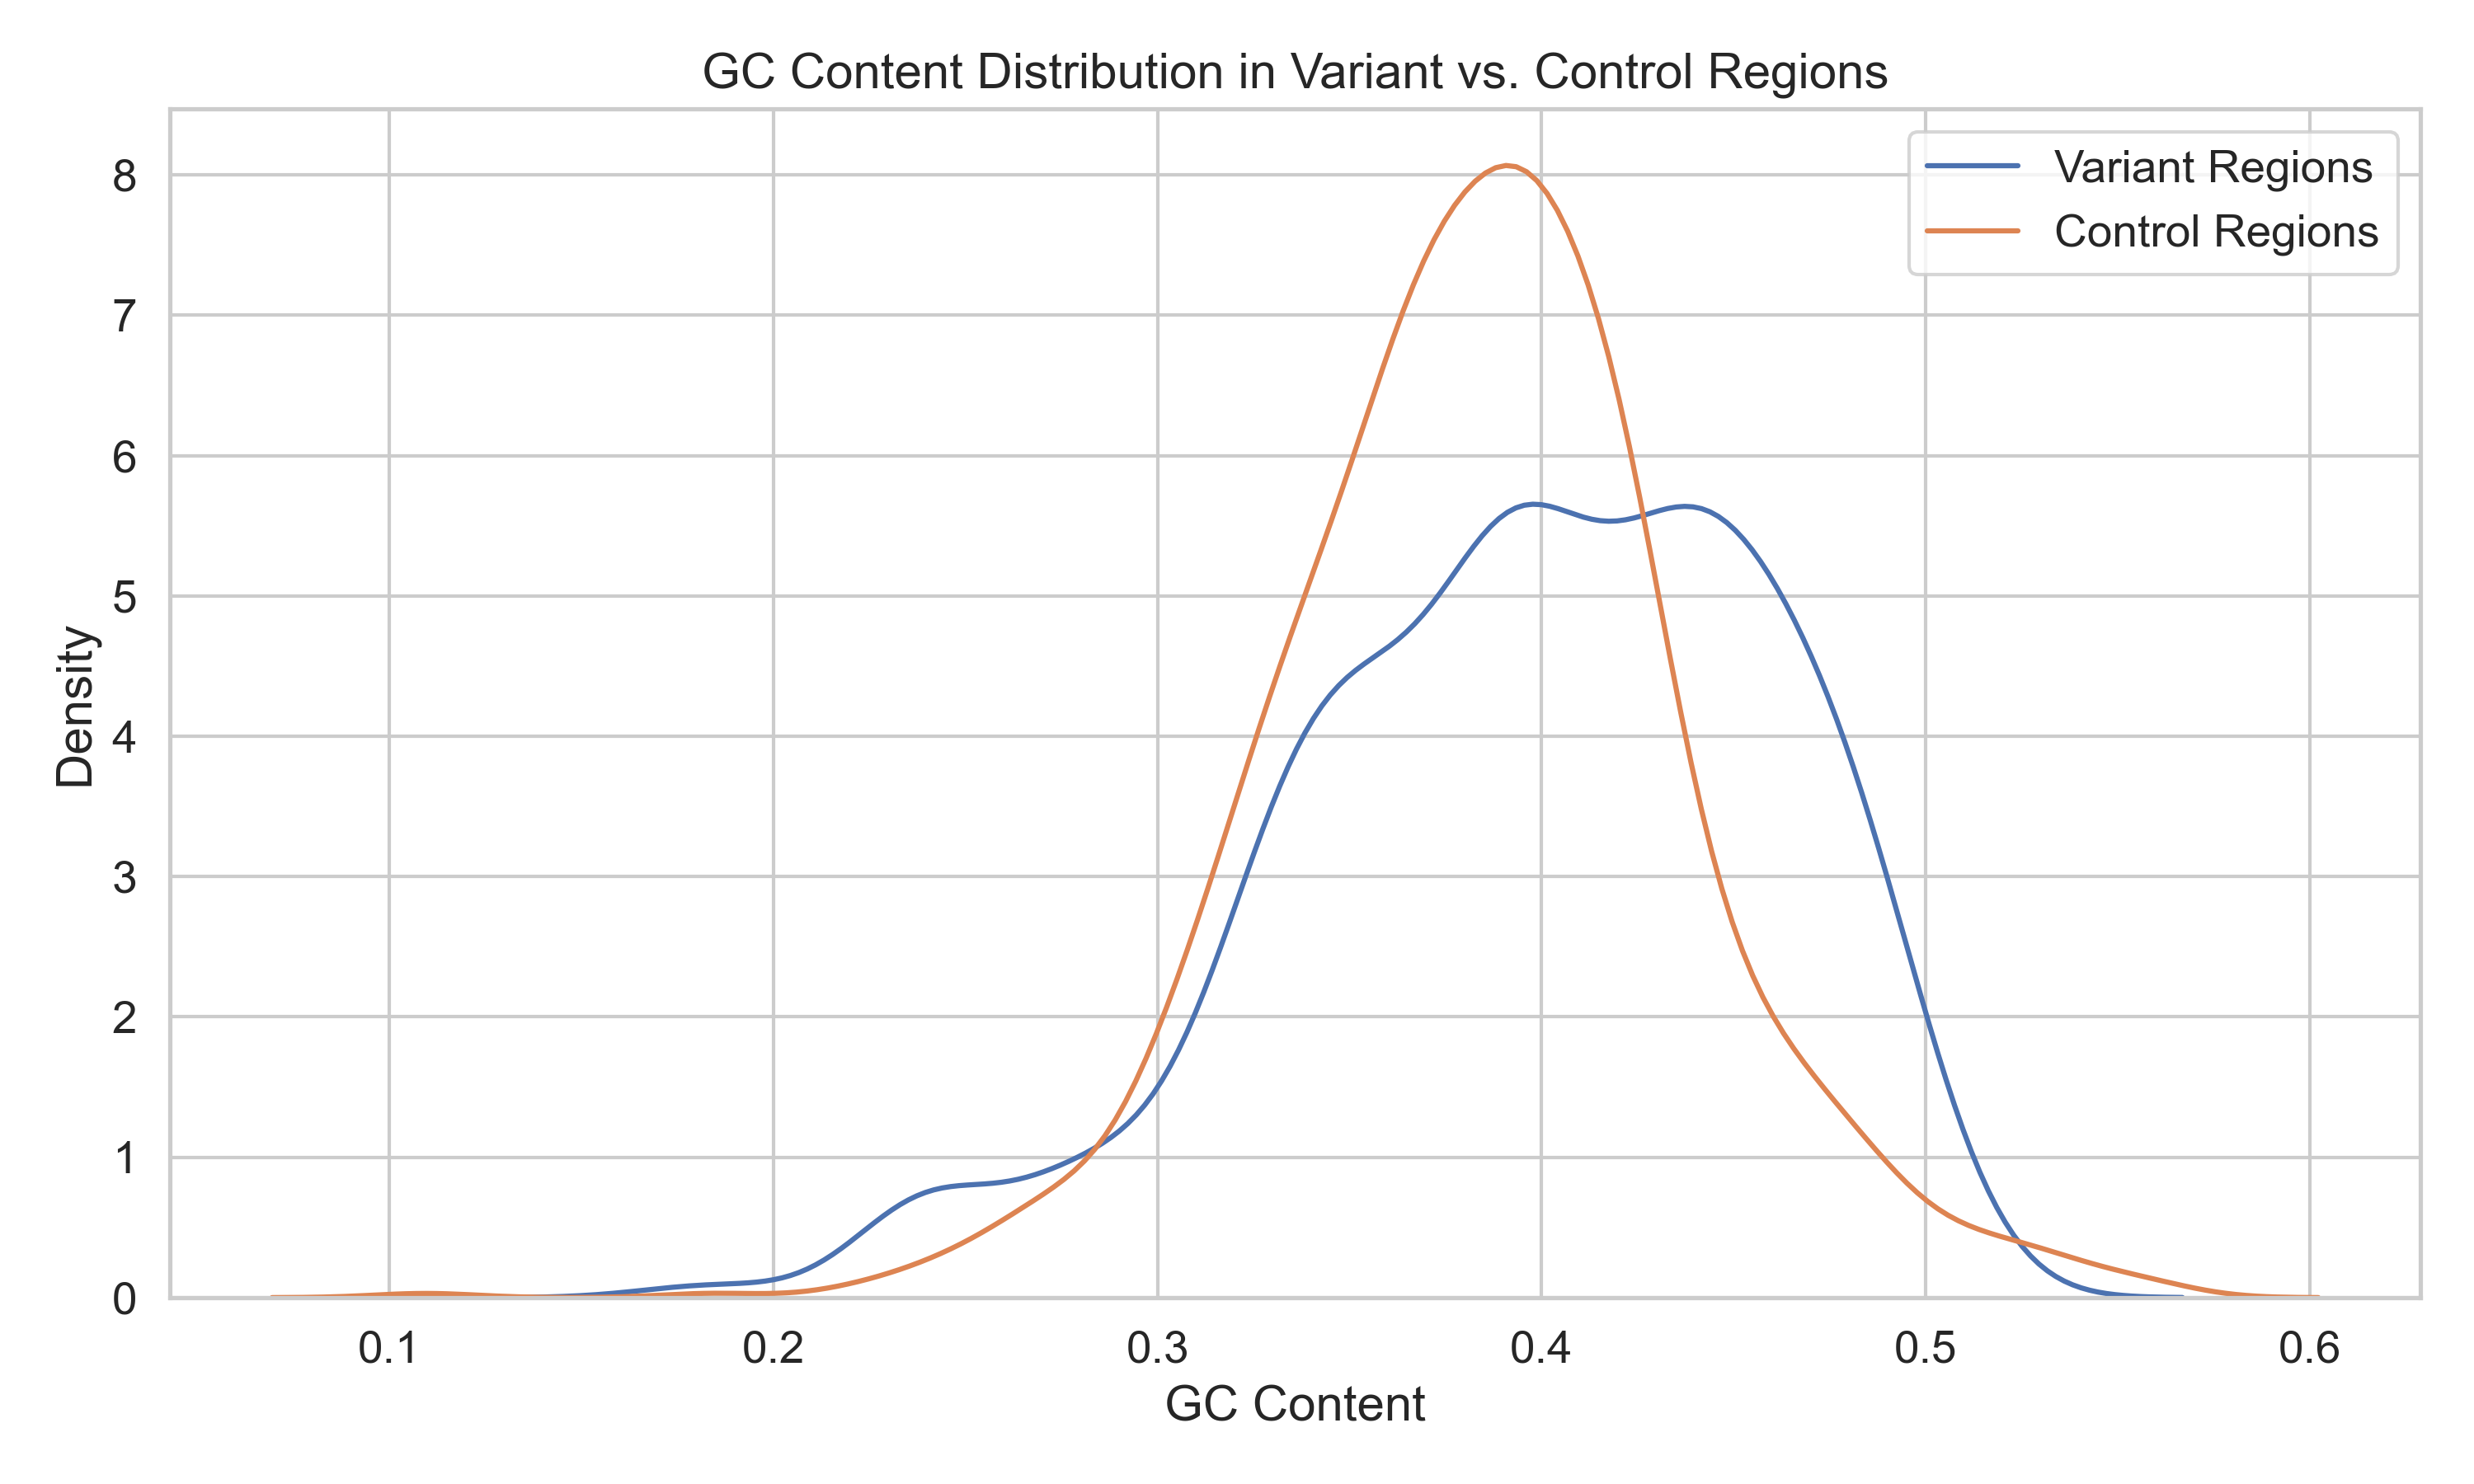 GC Content Distribution in Variant vs. Control Regions
Variant Regions
Control Regions
Density
8
7
6
5
4
3
2
1
0
0.1 0.2 0.3 0.4 0.5 0.6
GC Content